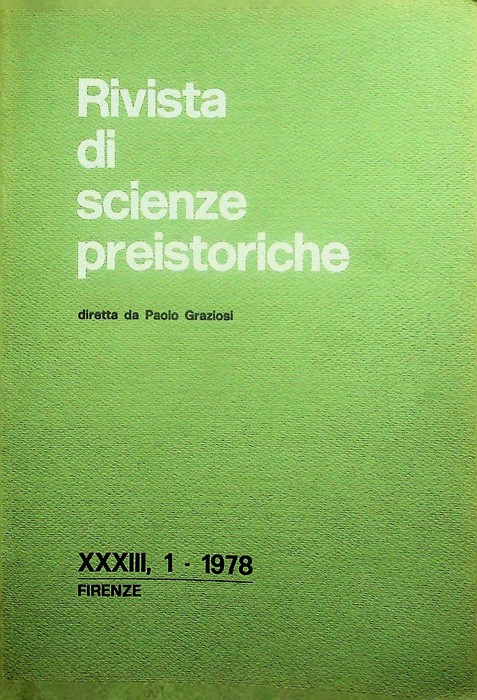 Rivista
di
scienze
preistoriche
diretta da Paolo Graziosi
XXXIII, 1 - 1978
FIRENZE